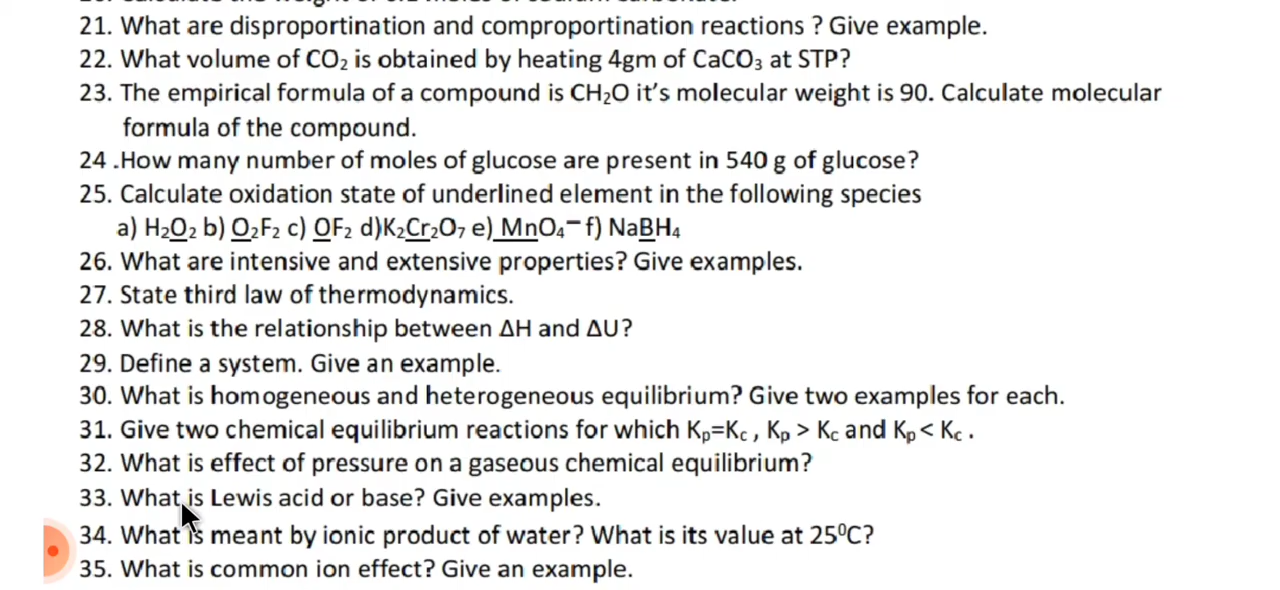 21. What are disproportination and comproportination reactions ? Give example.
22. What volume of CO₂ is obtained by heating 4gm of CaCO₃ at STP?
23. The empirical formula of a compound is CH₂O it's molecular weight is 90. Calculate molecular
formula of the compound.
24 .How many number of moles of glucose are present in 540 g of glucose?
25. Calculate oxidation state of underlined element in the following species
a) H₂O₂ b) O₂F₂ c) OF₂ d)K₂Cr₂O₇ e) MnO₄⁻ f) NaBH₄
26. What are intensive and extensive properties? Give examples.
27. State third law of thermodynamics.
28. What is the relationship between ΔH and ΔU?
29. Define a system. Give an example.
30. What is homogeneous and heterogeneous equilibrium? Give two examples for each.
31. Give two chemical equilibrium reactions for which Kₚ=K꜀ , Kₚ > K꜀ and Kₚ< K꜀ .
32. What is effect of pressure on a gaseous chemical equilibrium?
33. What is Lewis acid or base? Give examples.
34. What is meant by ionic product of water? What is its value at 25⁰C?
35. What is common ion effect? Give an example.